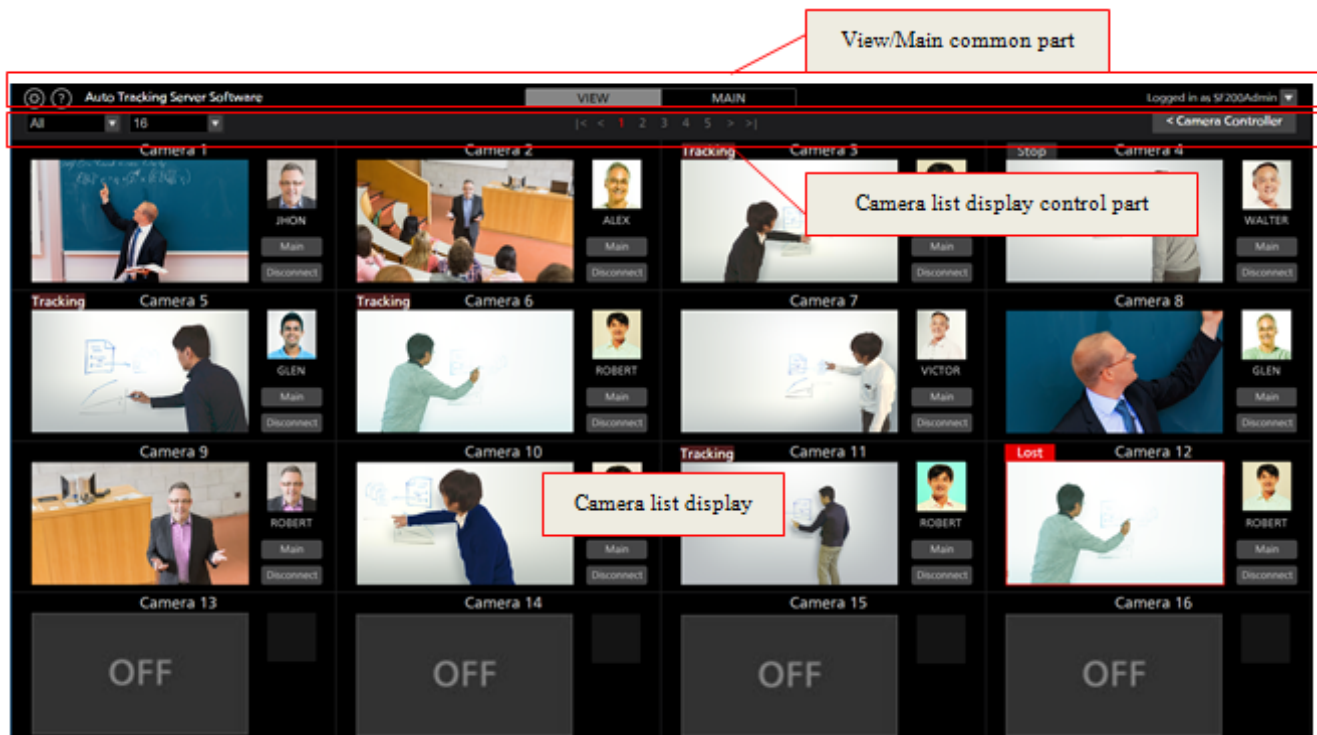 View/Main common part
Auto Tracking Server Software
VIEW
MAIN
Logged in as SF200Admin
All
16
|< < 1 2 3 4 5 > >|
< Camera Controller
Camera 1
Camera 2
Tracking
Camera 3
Stop
Camera 4
Camera list display control part
JHON
ALEX
WALTER
Main
Main
Main
Main
Disconnect
Disconnect
Disconnect
Disconnect
Tracking
Camera 5
Tracking
Camera 6
Camera 7
Camera 8
GLEN
ROBERT
VICTOR
GLEN
Main
Main
Main
Main
Disconnect
Disconnect
Disconnect
Disconnect
Camera 9
Camera 10
Tracking
Camera 11
Lost
Camera 12
Camera list display
ROBERT
ROBERT
ROBERT
Main
Main
Main
Main
Disconnect
Disconnect
Disconnect
Disconnect
Camera 13
Camera 14
Camera 15
Camera 16
OFF
OFF
OFF
OFF